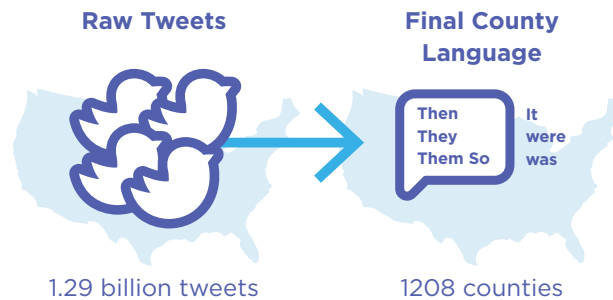 Raw Tweets
Final County
Language
Then
They
Them So
It
were
was
1.29 billion tweets
1208 counties